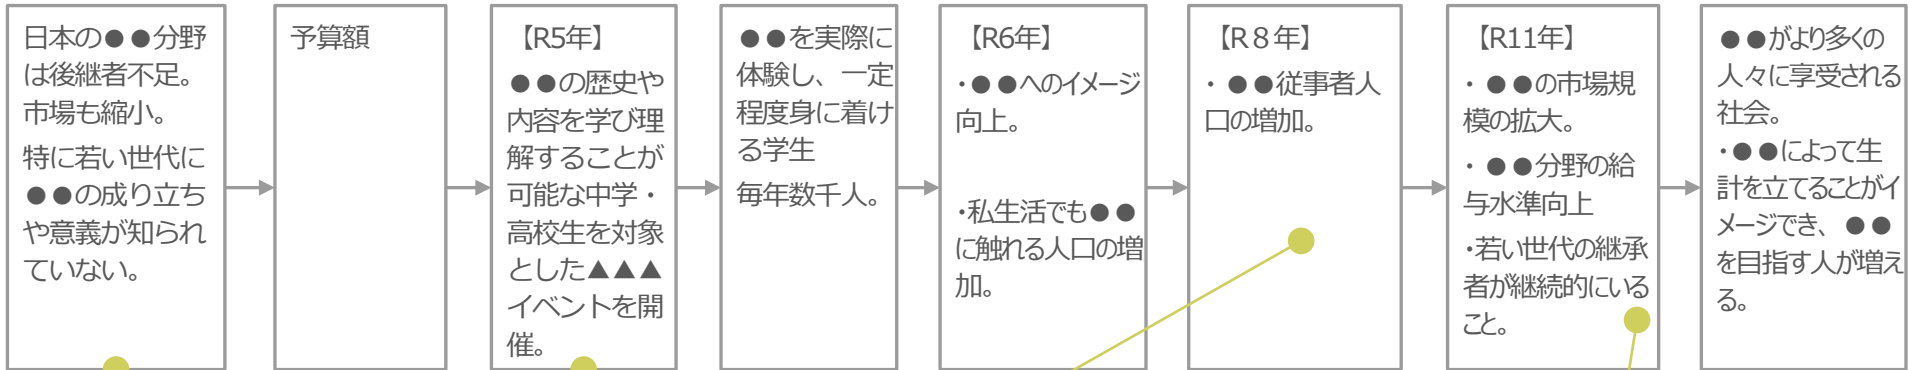 日本の●●分野
は後継者不足。
市場も縮小。
特に若い世代に
●●の成り立ち
や意義が知られ
ていない。
予算額
【R5年】
●●の歴史や
内容を学び理
解することが
可能な中学・
高校生を対象
とした▲▲▲
イベントを開
催。
●●を実際に
体験し、一定
程度身に着け
る学生
毎年数千人。
【R6年】
・●●へのイメージ
向上。
・私生活でも●●
に触れる人口の増
加。
【R８年】
・ ●●従事者人
口の増加。
【R11年】
・ ●●の市場規
模の拡大。
・ ●●分野の給
与水準向上
・若い世代の継承
者が継続的にいる
こと。
●●がより多くの
人々に享受される
社会。
・●●によって生
計を立てることがイ
メージでき、 ●●
を目指す人が増え
る。